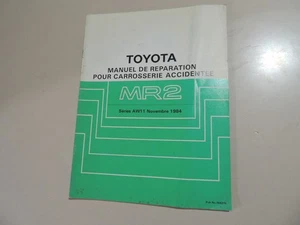 TOYOTA
MANUEL DE REPARATION
POUR CARROSSERIE ACCIDENTEE
MR2
Série AW11 Novembre 1984